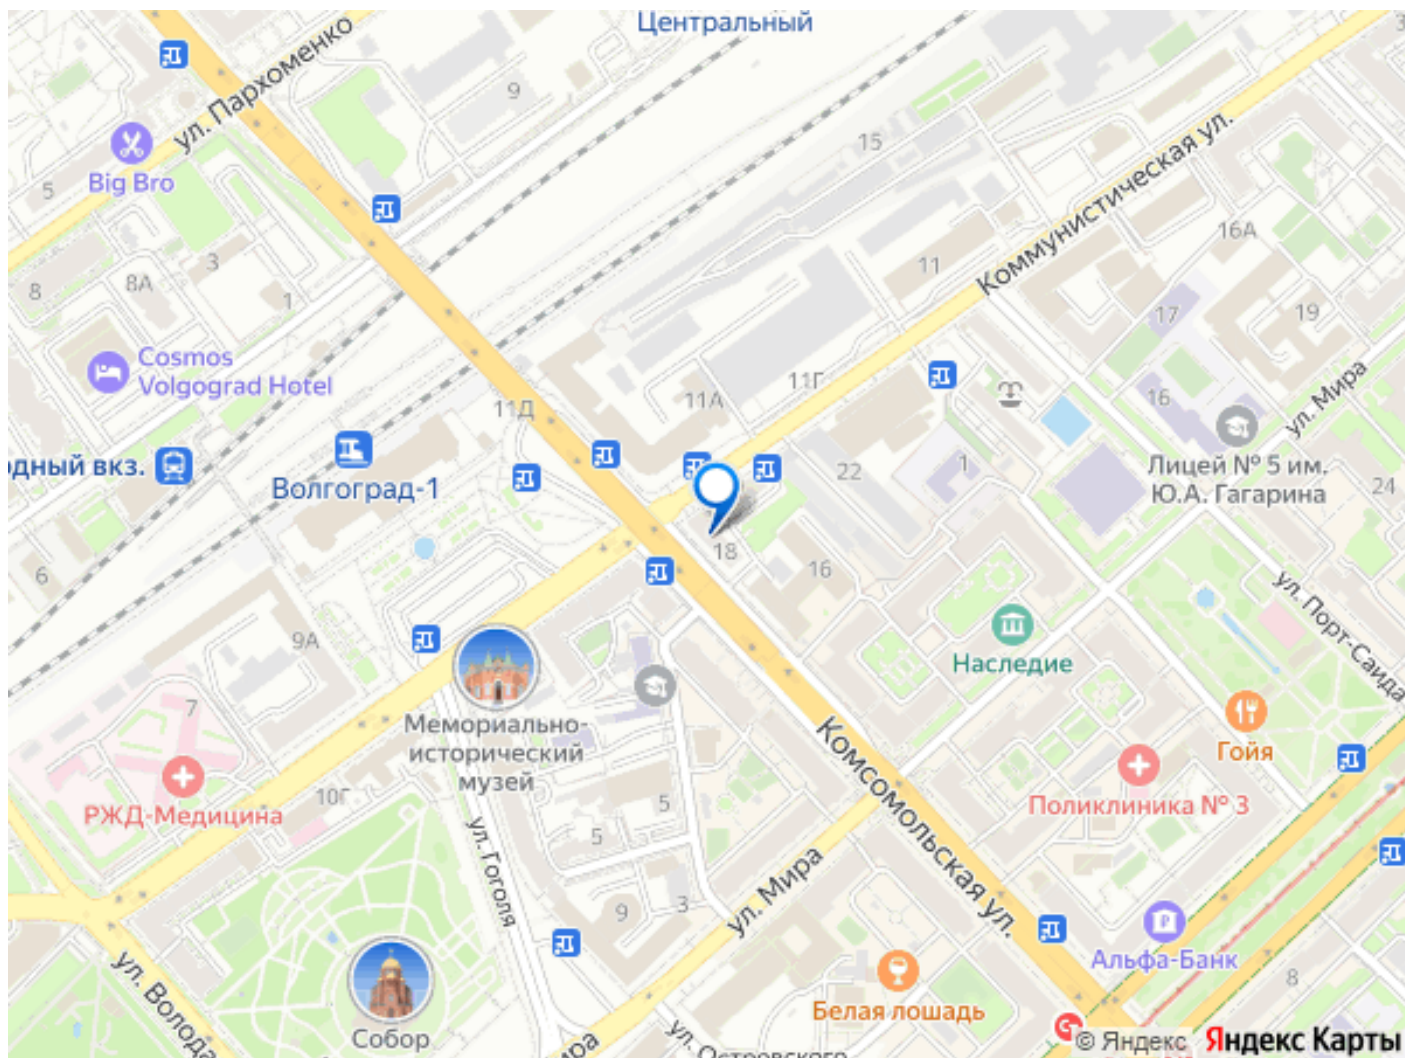 Центральный
ул. Пархоменко
9
15
Коммунистическая ул.
Big Bro
5
3
8А
8
1
11
16А
17
19
Cosmos
Volgograd Hotel
11Д
11А
11Г
16
ул. Мира
дный вкз.
Волгоград-1
22
1
Лицей № 5 им.
Ю.А. Гагарина
24
18
16
6
9А
Наследие
ул. Порт-Саида
7
Мемориально-
исторический
музей
Комсомольская ул.
Гойя
РЖД-Медицина
10Г
5
5
Поликлиника № 3
ул. Гоголя
ул. Мира
9
3
Альфа-Банк
8
ул. Волода
Собор
Белая лошадь
ул. Островского
© Яндекс Яндекс Карты